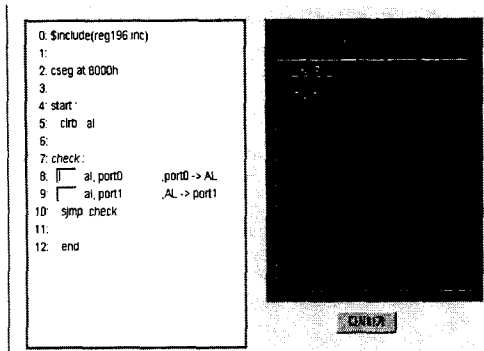 0: $include(reg196.inc)
1:
2: cseg at 8000h
3.
4: start:
5: clrb al
6:
7: check:
8. al, port0 ,port0 -> AL
9 al, port1 ,AL -> port1
10: sjmp check
11:
12: end